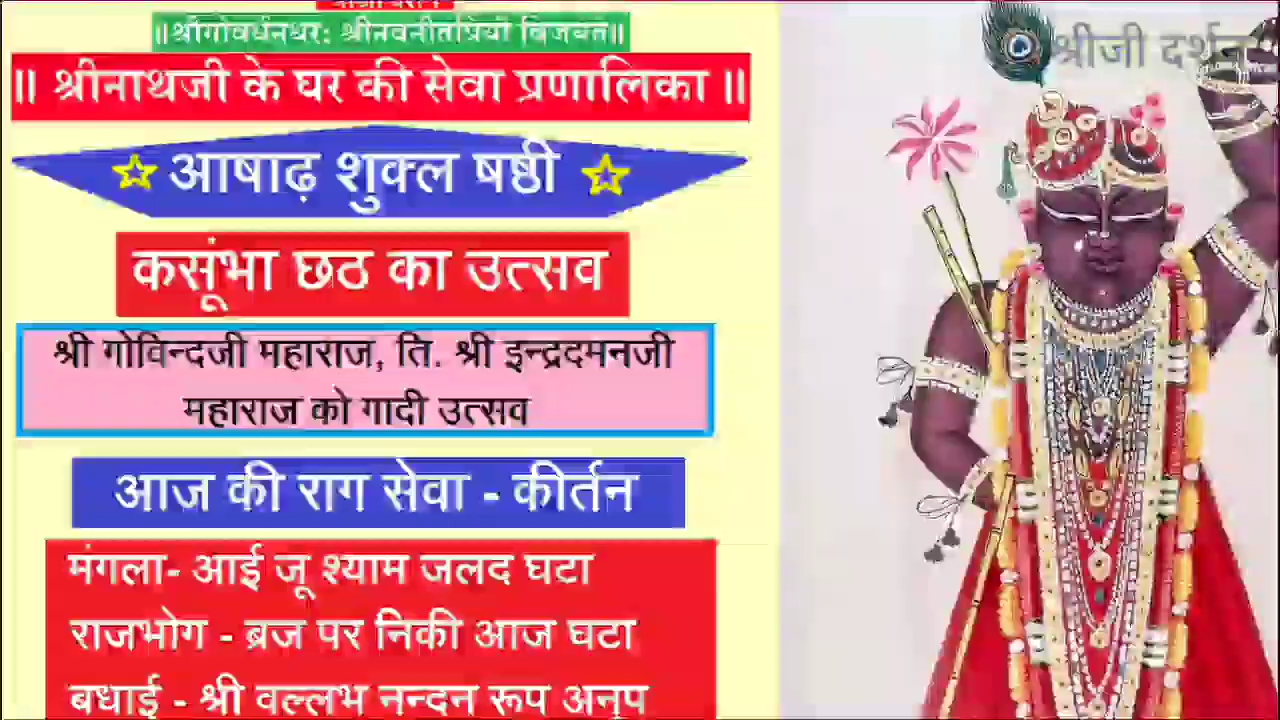 ॥श्रीगोवर्धनधरः श्रीनवनीतप्रियो विजयते॥
॥ श्रीनाथजी के घर की सेवा प्रणालिका ॥
आषाढ़ शुक्ल षष्ठी
कसूंभा छठ का उत्सव
श्री गोविन्दजी महाराज, ति. श्री इन्द्रदमनजी
महाराज को गादी उत्सव
आज की राग सेवा - कीर्तन
मंगला- आई जू श्याम जलद घटा
राजभोग - ब्रज पर निकी आज घटा
बधाई - श्री वल्लभ नन्दन रूप अनूप
श्रीजी दर्शन